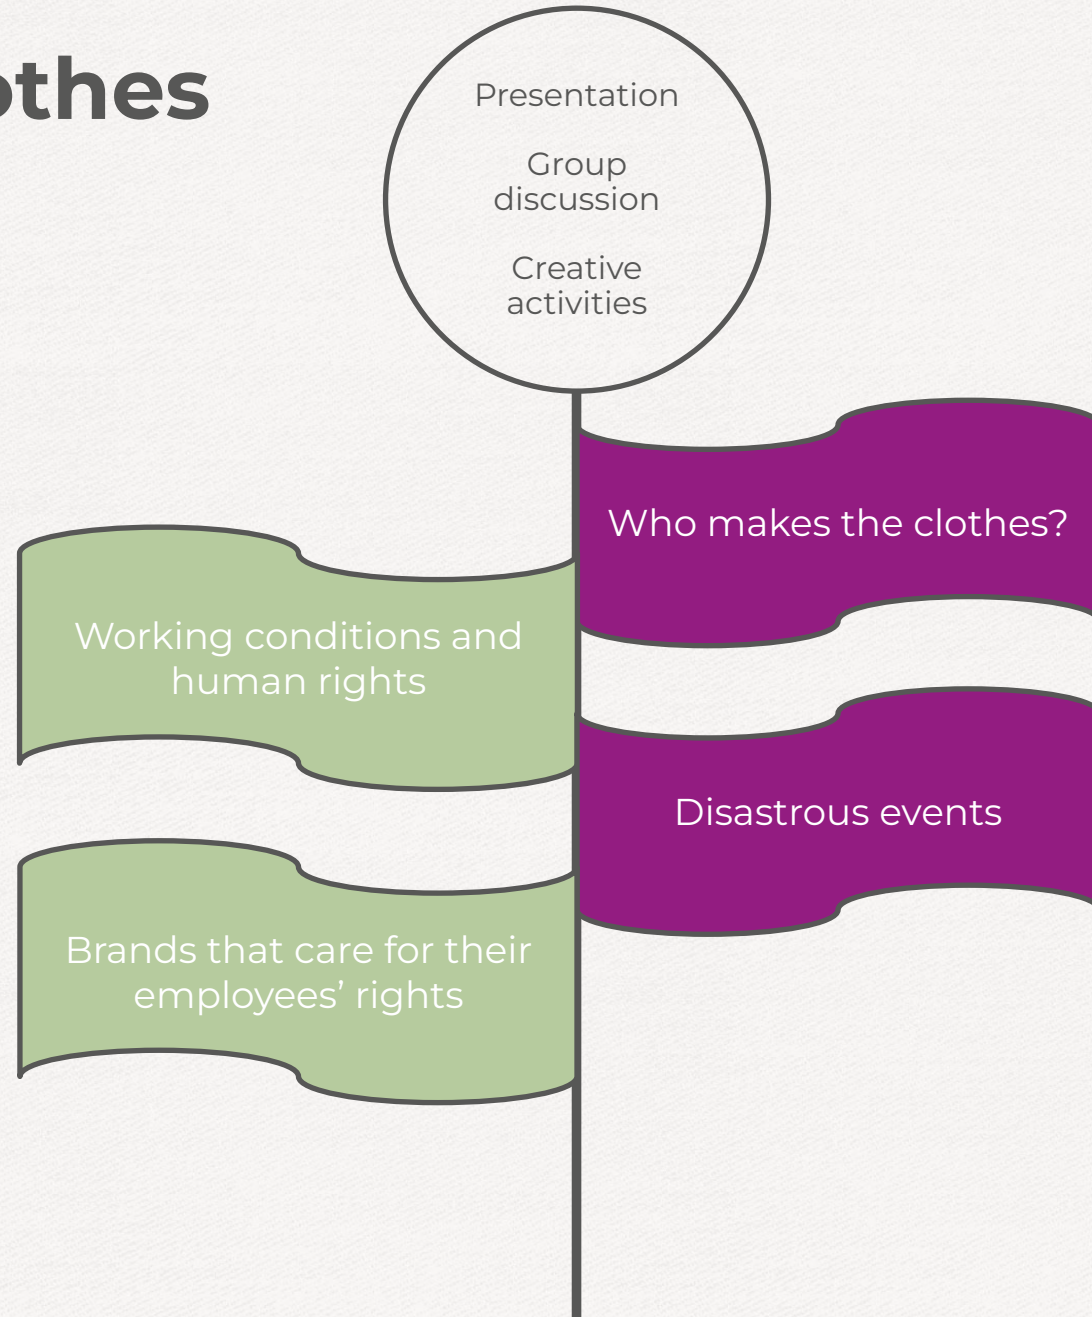 othes
Presentation
Group
discussion
Creative
activities
Who makes the clothes?
Working conditions and
human rights
Disastrous events
Brands that care for their
employees’ rights